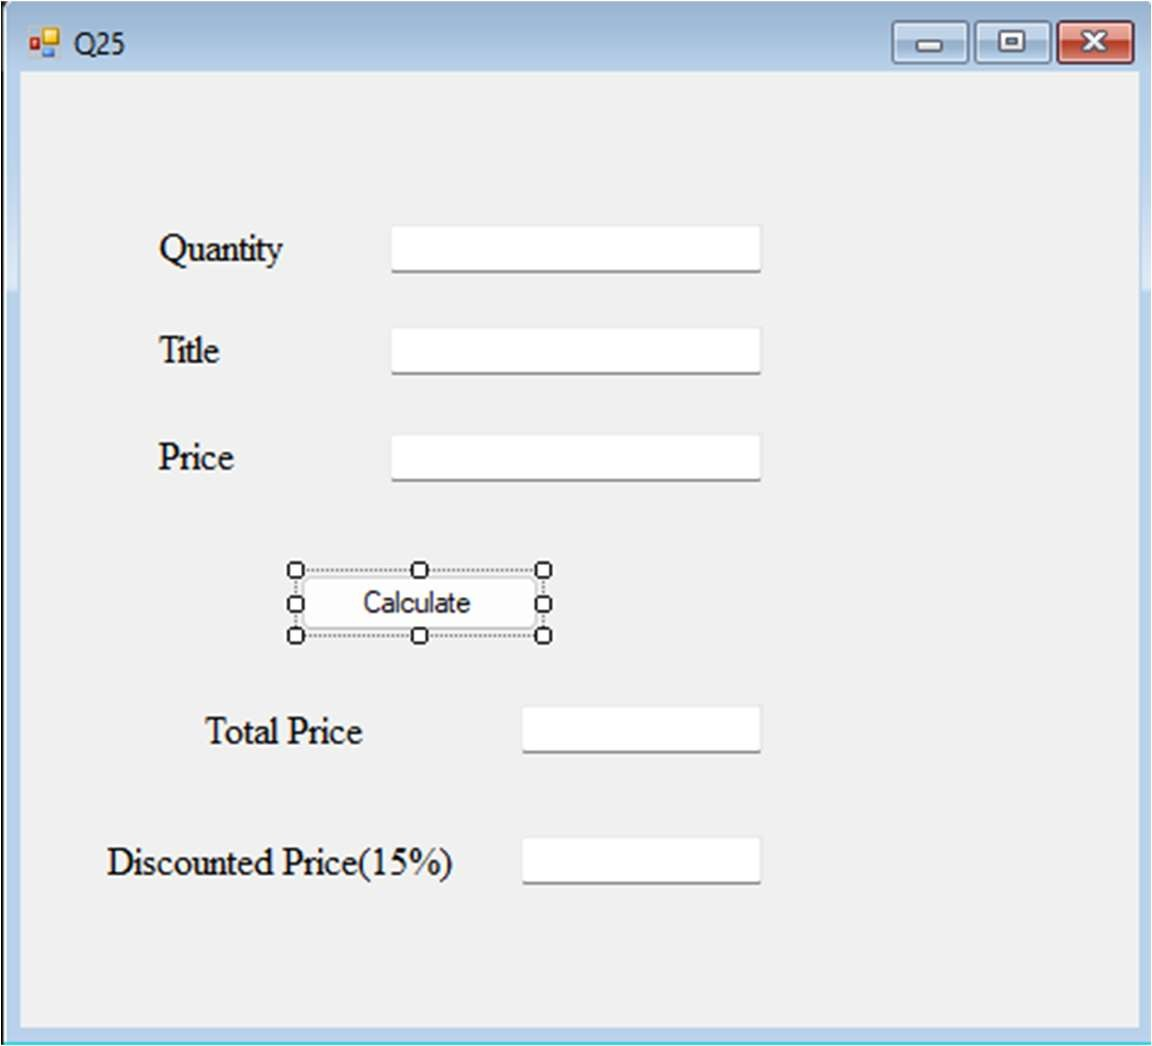 Q25
Quantity
Title
Price
Calculate
Total Price
Discounted Price(15%)